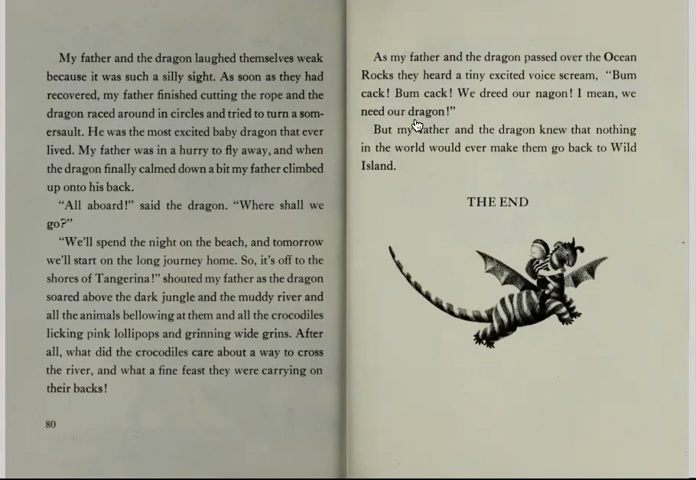 My father and the dragon laughed themselves weak
because it was such a silly sight. As soon as they had
recovered, my father finished cutting the rope and the
dragon raced around in circles and tried to turn a som-
ersault. He was the most excited baby dragon that ever
lived. My father was in a hurry to fly away, and when
the dragon finally calmed down a bit my father climbed
up onto his back.
“All aboard!” said the dragon. “Where shall we
go?”
“We’ll spend the night on the beach, and tomorrow
we’ll start on the long journey home. So, it’s off to the
shores of Tangerina!” shouted my father as the dragon
soared above the dark jungle and the muddy river and
all the animals bellowing at them and all the crocodiles
licking pink lollipops and grinning wide grins. After
all, what did the crocodiles care about a way to cross
the river, and what a fine feast they were carrying on
their backs!
80
As my father and the dragon passed over the Ocean
Rocks they heard a tiny excited voice scream, “Bum
cack! Bum cack! We dreed our nagon! I mean, we
need our dragon!”
But my father and the dragon knew that nothing
in the world would ever make them go back to Wild
Island.
THE END